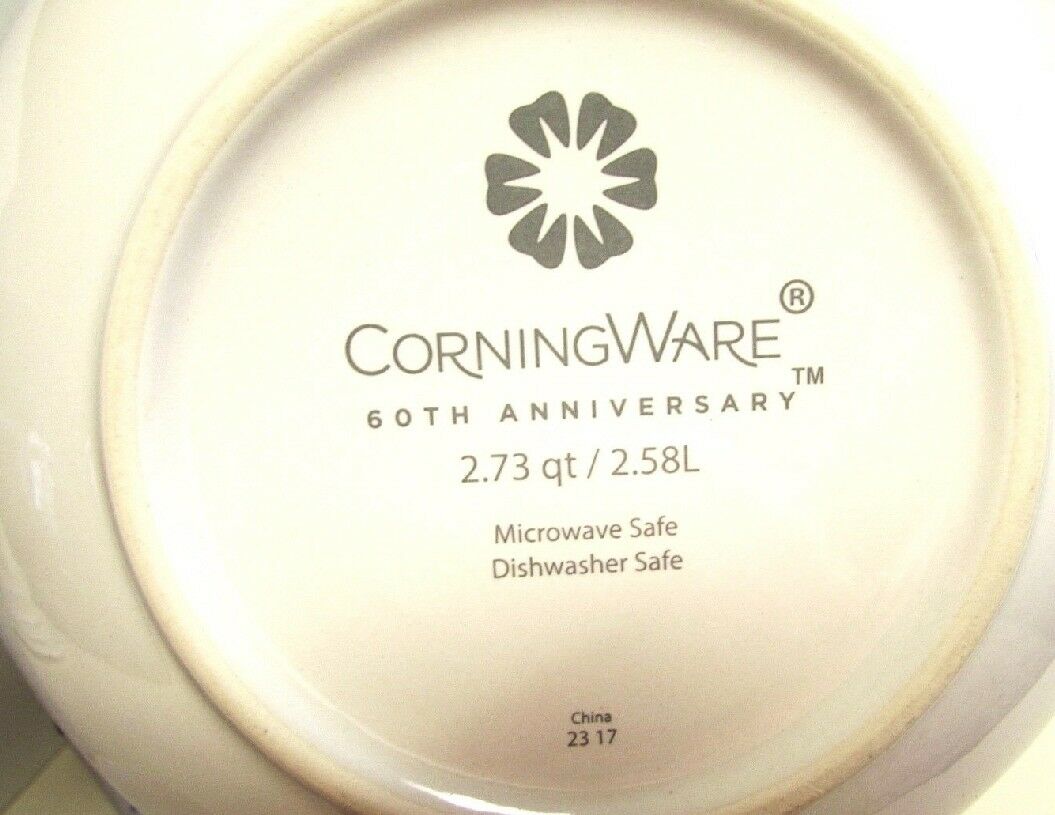 CORNINGWARE®
60TH ANNIVERSARY™
2.73 qt / 2.58L
Microwave Safe
Dishwasher Safe
China
23 17